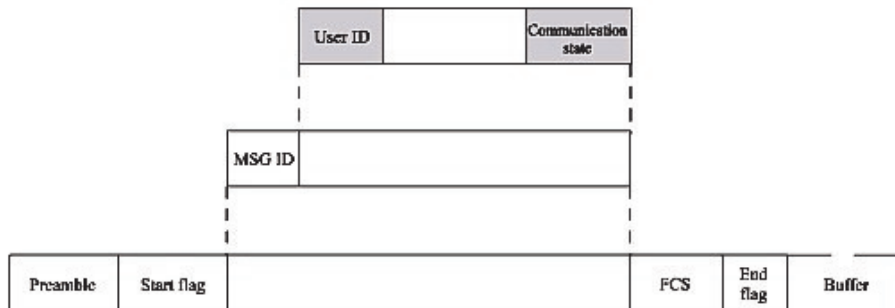 User ID
Communication
state
MSG ID
Preamble
Start flag
FCS
End
flag
Buffer